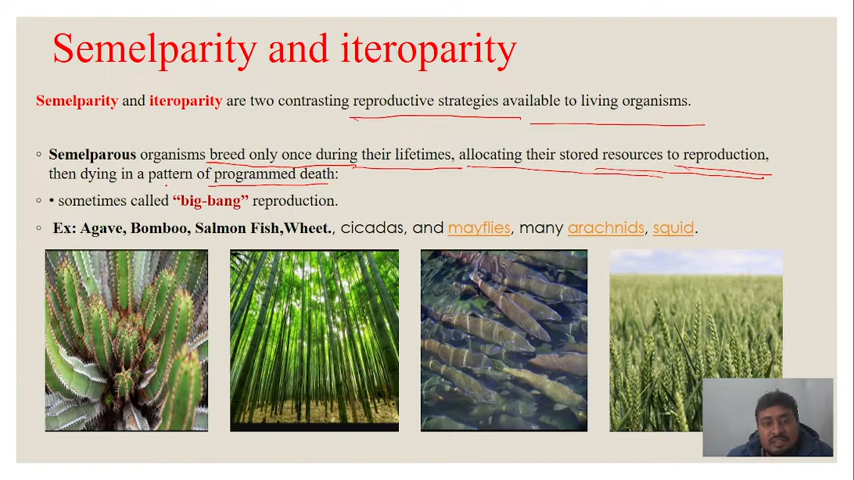 Semelparity and iteroparity
Semelparity and iteroparity are two contrasting reproductive strategies available to living organisms.
Semelparous organisms breed only once during their lifetimes, allocating their stored resources to reproduction,
then dying in a pattern of programmed death:
• sometimes called “big-bang” reproduction.
Ex: Agave, Bomboo, Salmon Fish,Wheet., cicadas, and mayflies, many arachnids, squid.